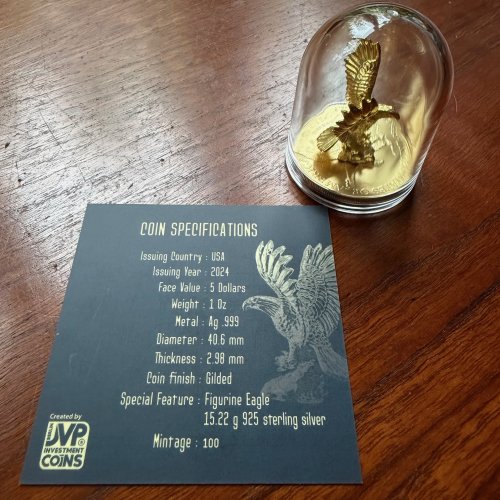 COIN SPECIFICATIONS
Issuing Country : USA
Issuing Year : 2024
Face Value : 5 Dollars
Weight : 1 Oz
Metal : Ag .999
Diameter : 40.6 mm
Thickness : 2.98 mm
Coin Finish : Gilded
Special Feature : Figurine Eagle
15.22 g 925 sterling silver
Mintage : 100
Created by
JVP
INVESTMENT
COINS